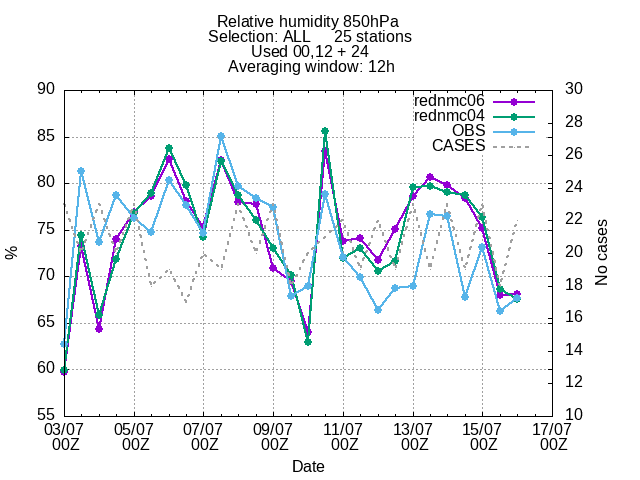 Relative humidity 850hPa
Selection: ALL 25 stations
Used 00,12 + 24
Averaging window: 12h
90
85
80
75
70
65
60
55
%
rednmc06
rednmc04
OBS
CASES
30
28
26
24
22
20
18
16
14
12
10
No cases
03/07 05/07 07/07 09/07 11/07 13/07 15/07 17/07
00Z 00Z 00Z 00Z 00Z 00Z 00Z 00Z
Date